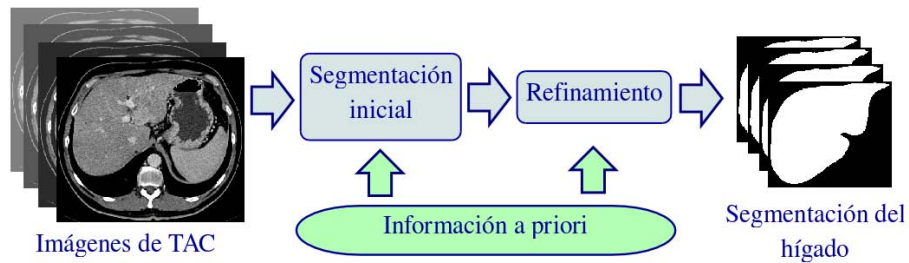 Segmentación
inicial
Refinamiento
Información a priori
Imágenes de TAC
Segmentación del
hígado